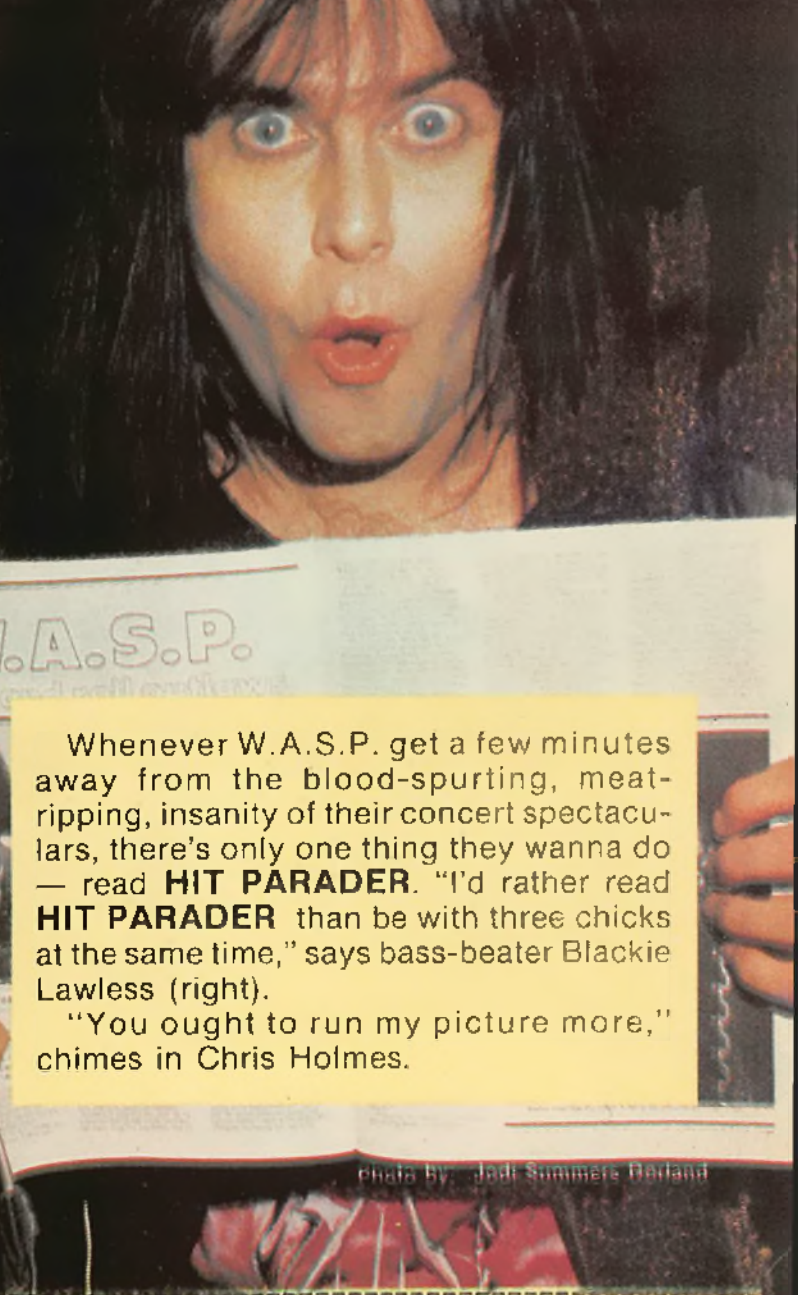 .A.S.P.
Whenever W.A.S.P. get a few minutes
away from the blood-spurting, meat-
ripping, insanity of their concert spectacu-
lars, there's only one thing they wanna do
— read HIT PARADER. “I'd rather read
HIT PARADER than be with three chicks
at the same time,” says bass-beater Blackie
Lawless (right).
“You ought to run my picture more,”
chimes in Chris Holmes.
Photo by: Jodi Summers Dorland